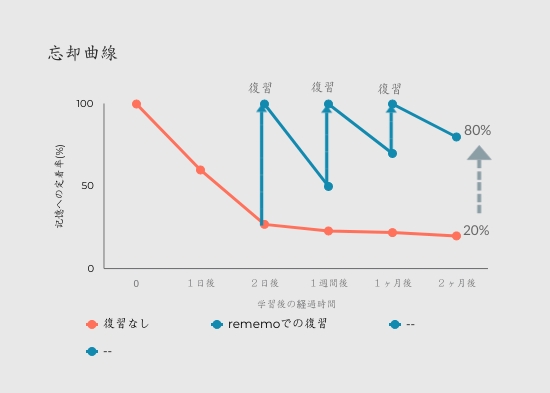 忘却曲線
復習 復習 復習
100
80%
記憶への定着率(%)
50
20%
0
0 1日後 2日後 1週間後 1ヶ月後 2ヶ月後
学習後の経過時間
復習なし rememoでの復習 --
--